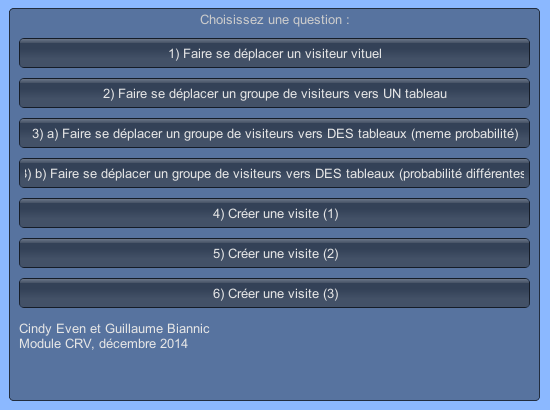 Choisissez une question :
1) Faire se déplacer un visiteur vituel
2) Faire se déplacer un groupe de visiteurs vers UN tableau
3) a) Faire se déplacer un groupe de visiteurs vers DES tableaux (meme probabilité)
) b) Faire se déplacer un groupe de visiteurs vers DES tableaux (probabilité différentes
4) Créer une visite (1)
5) Créer une visite (2)
6) Créer une visite (3)
Cindy Even et Guillaume Biannic
Module CRV, décembre 2014